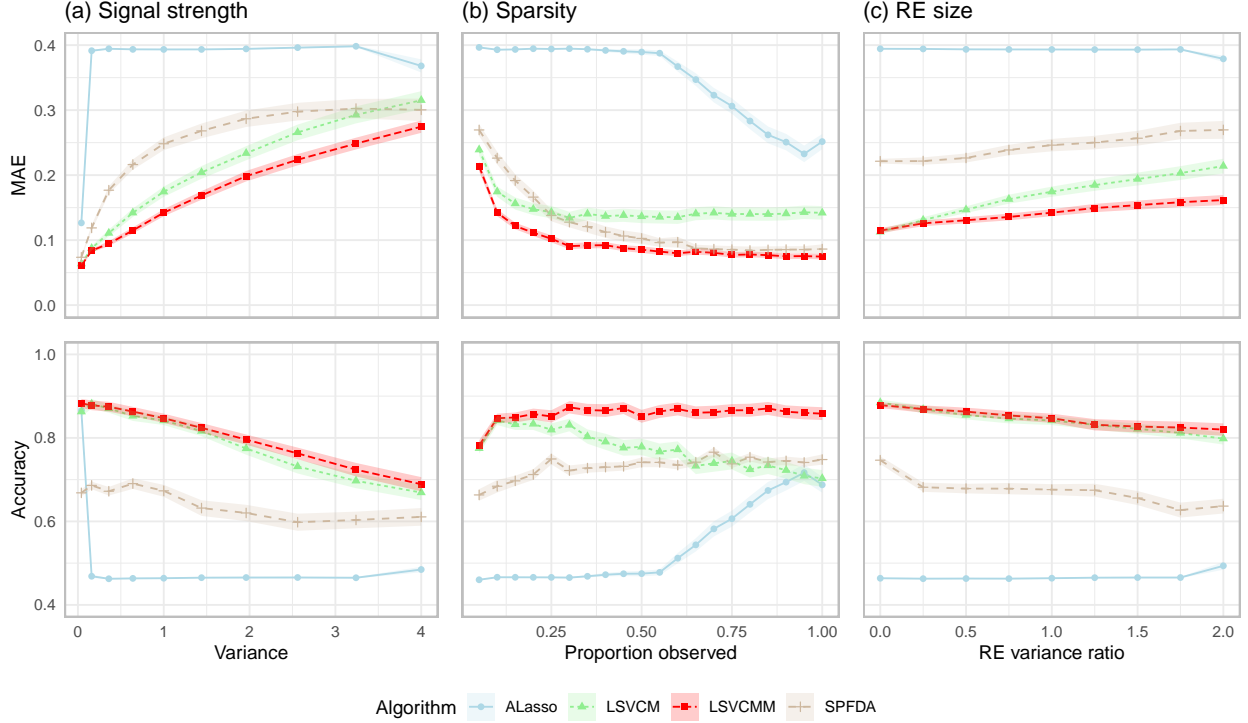 (a) Signal strength
(b) Sparsity
(c) RE size
MAE
0.4
0.3
0.2
0.1
0.0
Accuracy
1.0
0.8
0.6
0.4
0 1 2 3 4
0.25 0.50 0.75 1.00
0.0 0.5 1.0 1.5 2.0
Variance
Proportion observed
RE variance ratio
Algorithm ALasso LSVCM LSVCMM SPFDA